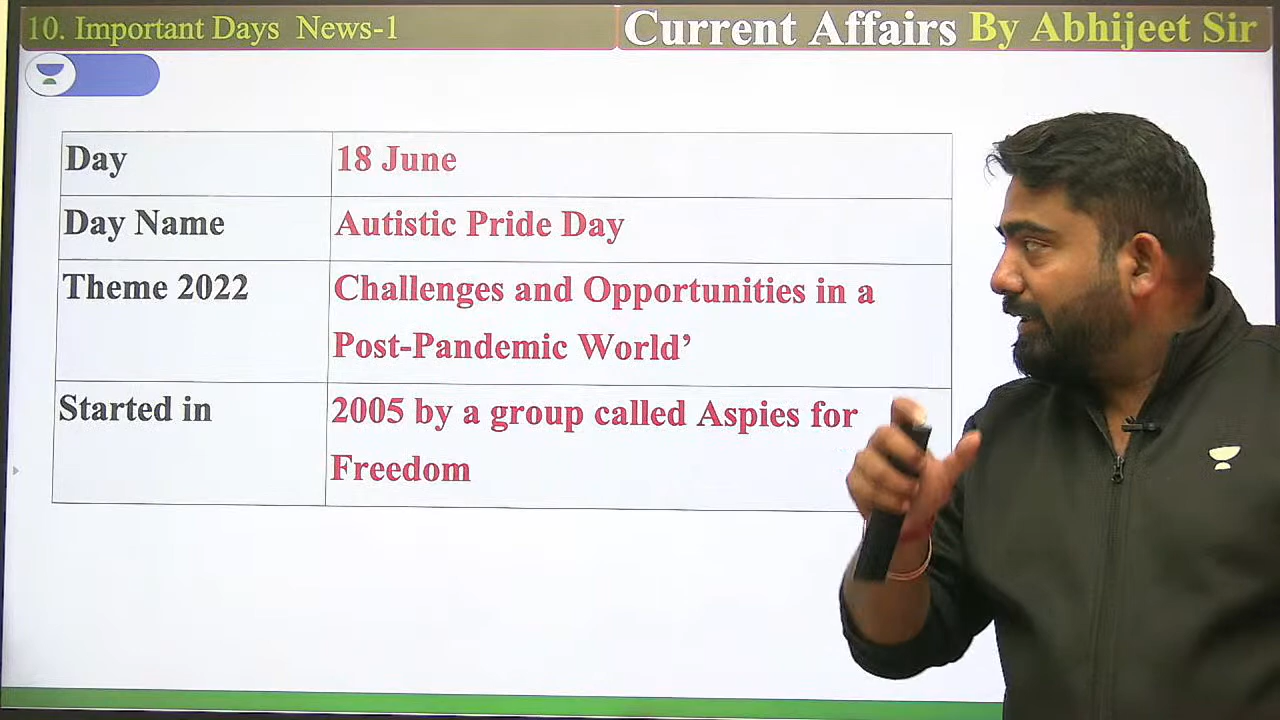 10. Important Days News-1
Current Affairs By Abhijeet Sir
Day
18 June
Day Name
Autistic Pride Day
Theme 2022
Challenges and Opportunities in a
Post-Pandemic World’
Started in
2005 by a group called Aspies for
Freedom